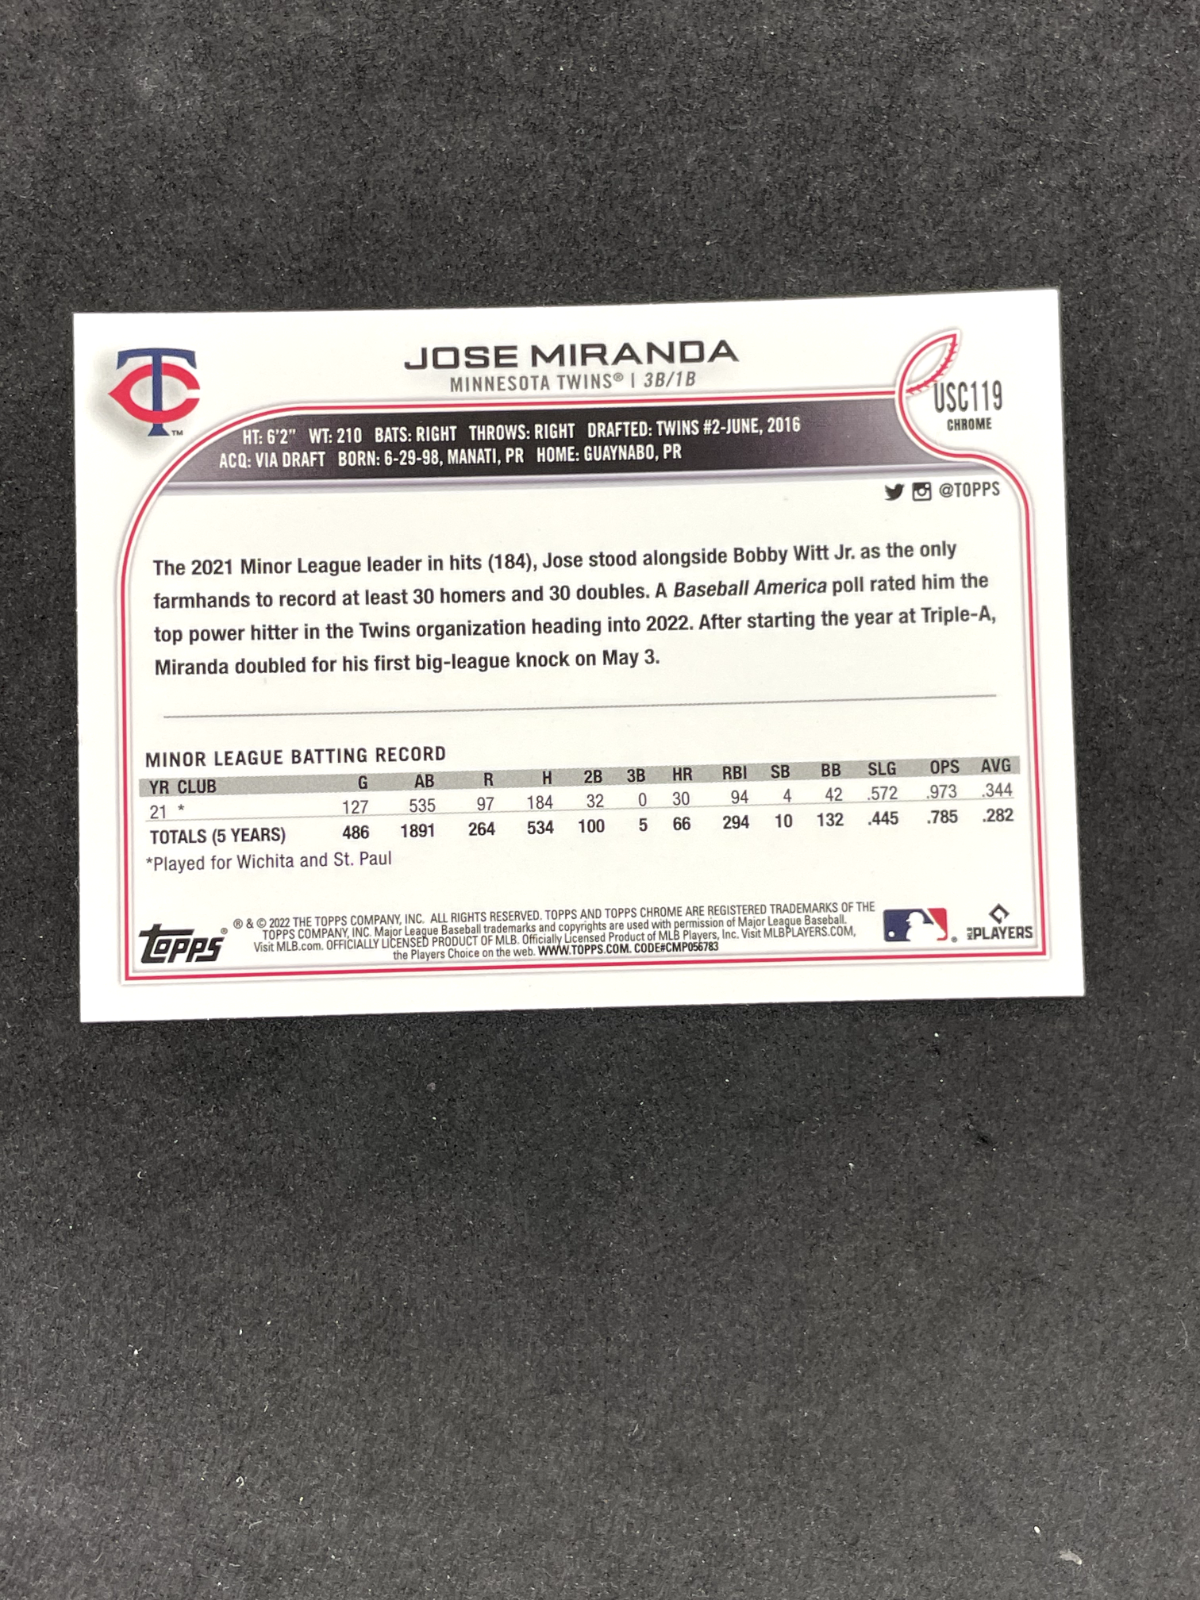 JOSE MIRANDA
MINNESOTA TWINS® | 3B/1B
USC119
CHROME
TC™
HT: 6'2" WT: 210 BATS: RIGHT THROWS: RIGHT DRAFTED: TWINS #2-JUNE, 2016
ACQ: VIA DRAFT BORN: 6-29-98, MANATI, PR HOME: GUAYNABO, PR
@TOPPS
The 2021 Minor League leader in hits (184), Jose stood alongside Bobby Witt Jr. as the only
farmhands to record at least 30 homers and 30 doubles. A Baseball America poll rated him the
top power hitter in the Twins organization heading into 2022. After starting the year at Triple-A,
Miranda doubled for his first big-league knock on May 3.
MINOR LEAGUE BATTING RECORD
YR CLUB G AB R H 2B 3B HR RBI SB BB SLG OPS AVG
21 * 127 535 97 184 32 0 30 94 4 42 .572 .973 .344
TOTALS (5 YEARS) 486 1891 264 534 100 5 66 294 10 132 .445 .785 .282
*Played for Wichita and St. Paul
topps®
® & © 2022 THE TOPPS COMPANY, INC. ALL RIGHTS RESERVED. TOPPS AND TOPPS CHROME ARE REGISTERED TRADEMARKS OF THE
TOPPS COMPANY, INC. Major League Baseball trademarks and copyrights are used with permission of Major League Baseball.
Visit MLB.com. OFFICIALLY LICENSED PRODUCT OF MLB. Officially Licensed Product of MLB Players, Inc. Visit MLBPLAYERS.COM,
the Players Choice on the web. WWW.TOPPS.COM. CODE#CMP056783
MLBPLAYERS